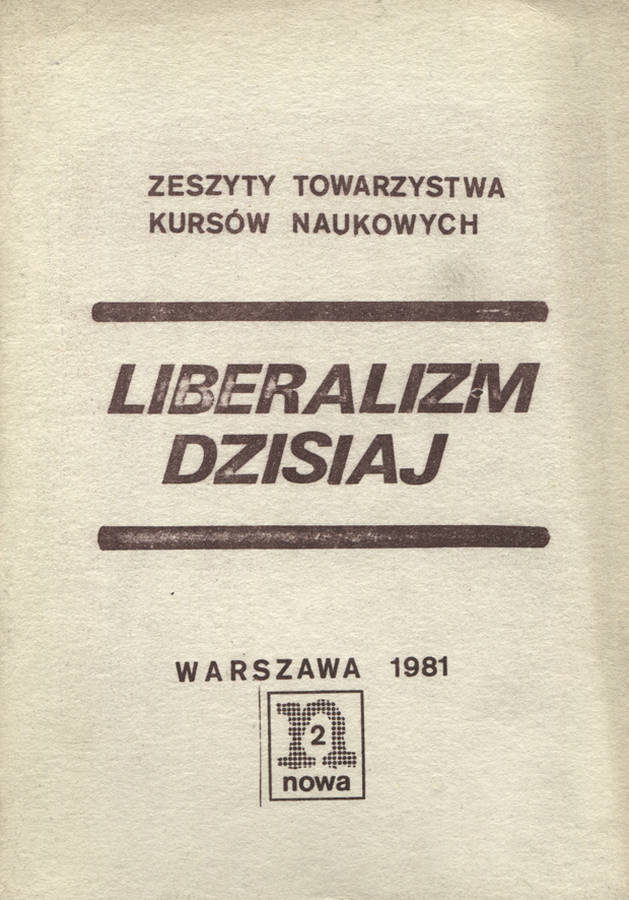 ZESZYTY TOWARZYSTWA
KURSÓW NAUKOWYCH
LIBERALIZM
DZISIAJ
WARSZAWA 1981
n
2
nowa